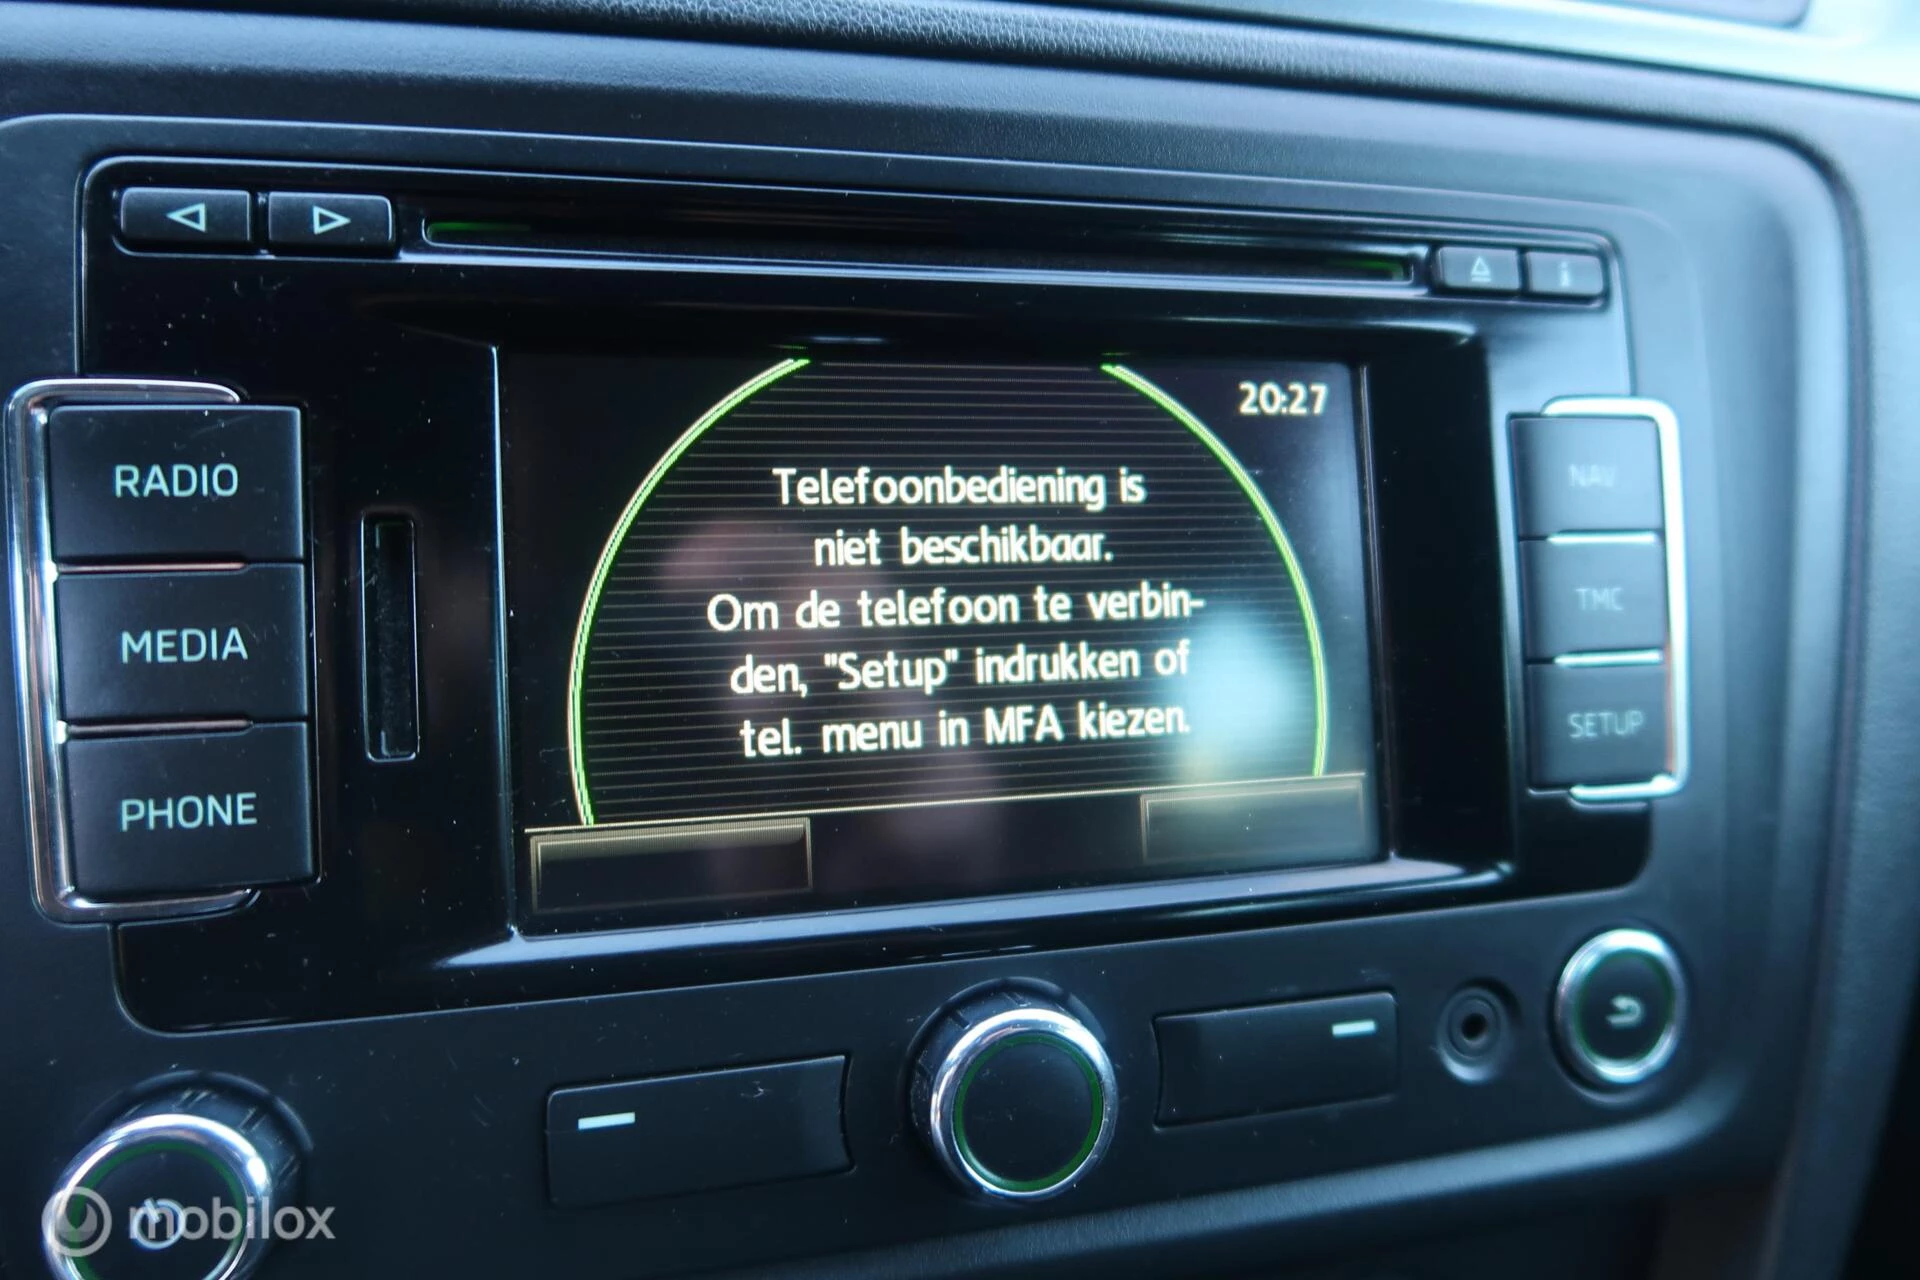 20:27
RADIO
MEDIA
PHONE
Telefoonbediening is
niet beschikbaar.
Om de telefoon te verbin-
den, "Setup" indrukken of
tel. menu in MFA kiezen.
NAV
TMC
SETUP
mobilox